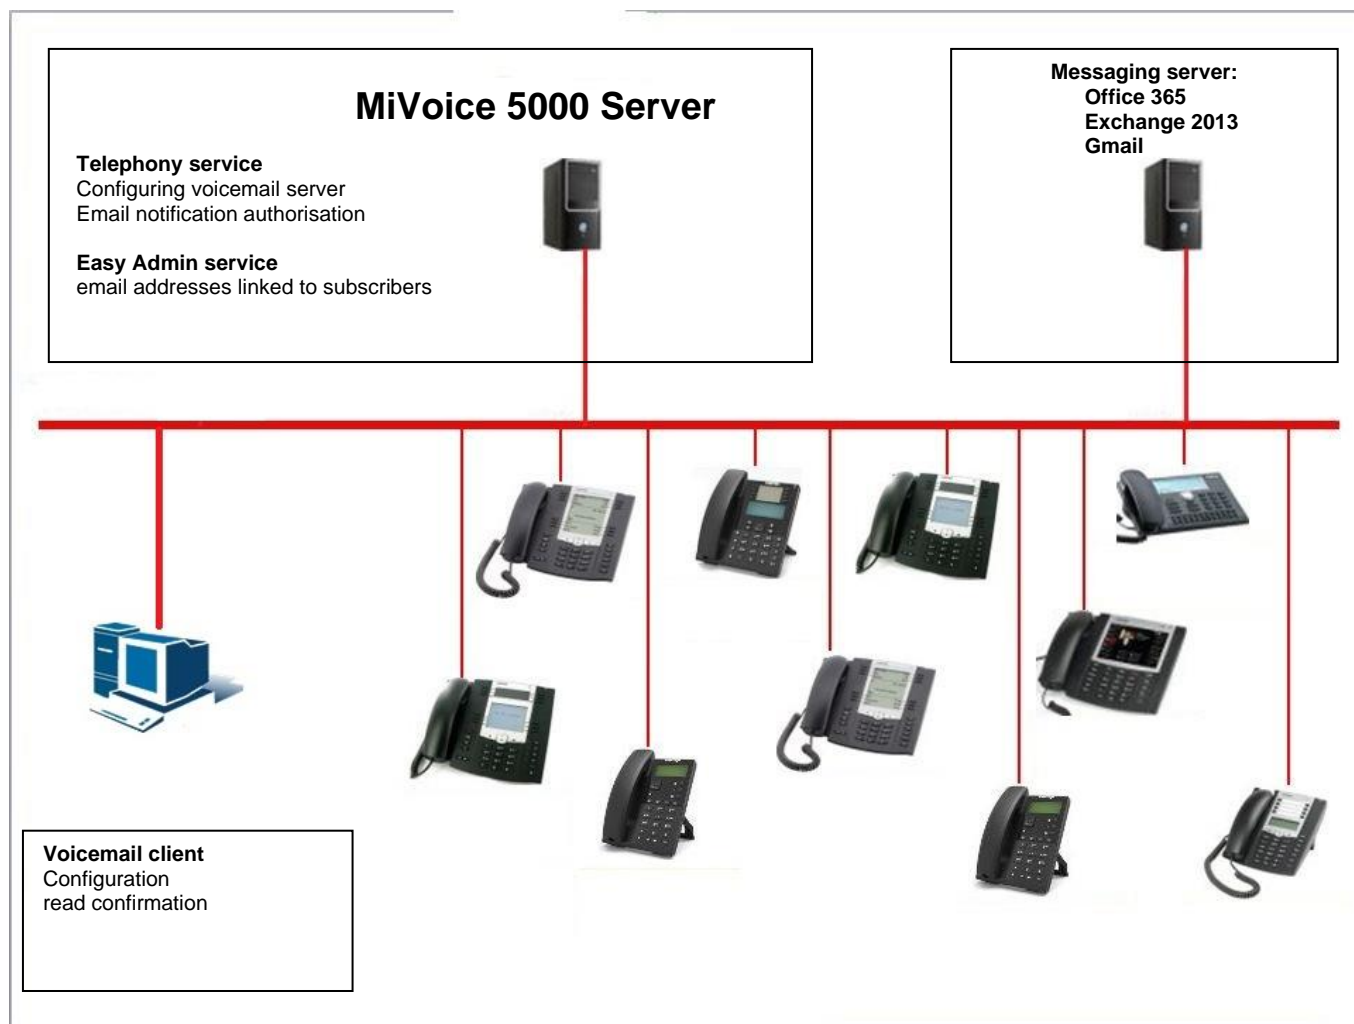 MiVoice 5000 Server
Telephony service
Configuring voicemail server
Email notification authorisation
Easy Admin service
email addresses linked to subscribers
Messaging server:
Office 365
Exchange 2013
Gmail
Voicemail client
Configuration
read confirmation